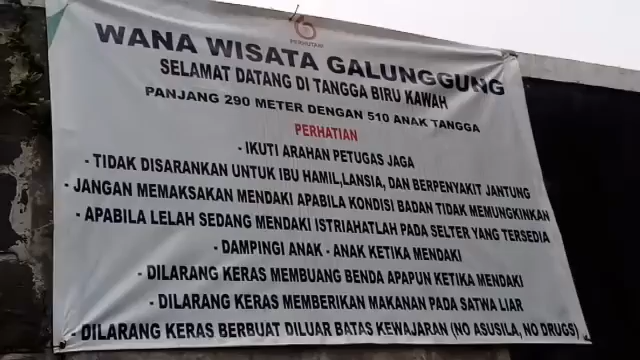 PERHUTANI
WANA WISATA GALUNGGUNG
SELAMAT DATANG DI TANGGA BIRU KAWAH
PANJANG 290 METER DENGAN 510 ANAK TANGGA
PERHATIAN
- IKUTI ARAHAN PETUGAS JAGA
- TIDAK DISARANKAN UNTUK IBU HAMIL,LANSIA, DAN BERPENYAKIT JANTUNG
- JANGAN MEMAKSAKAN MENDAKI APABILA KONDISI BADAN TIDAK MEMUNGKINKAN
- APABILA LELAH SEDANG MENDAKI ISTRIAHATLAH PADA SELTER YANG TERSEDIA
- DAMPINGI ANAK - ANAK KETIKA MENDAKI
- DILARANG KERAS MEMBUANG BENDA APAPUN KETIKA MENDAKI
- DILARANG KERAS MEMBERIKAN MAKANAN PADA SATWA LIAR
- DILARANG KERAS BERBUAT DILUAR BATAS KEWAJARAN (NO ASUSILA, NO DRUGS)